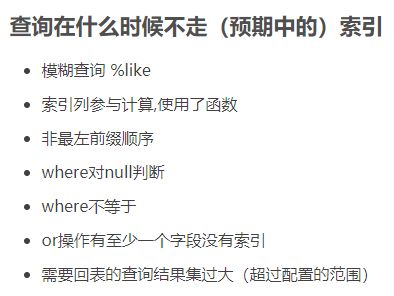 查询在什么时候不走（预期中的）索引
模糊查询 %like
索引列参与计算,使用了函数
非最左前缀顺序
where对null判断
where不等于
or操作有至少一个字段没有索引
需要回表的查询结果集过大（超过配置的范围）